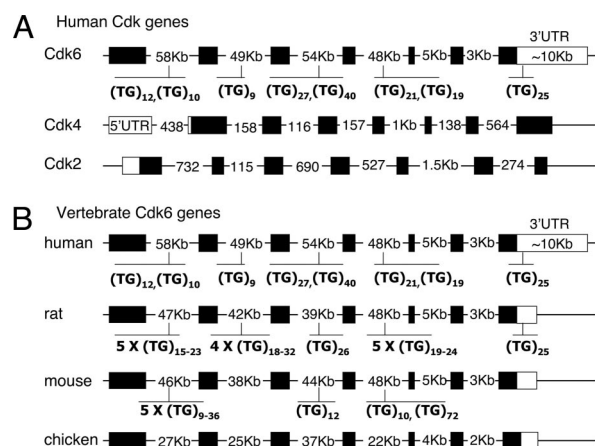 A Human Cdk genes
3'UTR
Cdk6 58Kb 49Kb 54Kb 48Kb 5Kb 3Kb ~10Kb
(TG)12,(TG)10 (TG)9 (TG)27,(TG)40 (TG)21,(TG)19 (TG)25
Cdk4 5'UTR 438 158 116 157 1Kb 138 564
Cdk2 732 115 690 527 1.5Kb 274
B Vertebrate Cdk6 genes
3'UTR
human 58Kb 49Kb 54Kb 48Kb 5Kb 3Kb ~10Kb
(TG)12,(TG)10 (TG)9 (TG)27,(TG)40 (TG)21,(TG)19 (TG)25
rat 47Kb 42Kb 39Kb 48Kb 5Kb 3Kb
5 X (TG)15-23 4 X (TG)18-32 (TG)26 5 X (TG)19-24 (TG)25
mouse 46Kb 38Kb 44Kb 48Kb 5Kb 3Kb
5 X (TG)9-36 (TG)12 (TG)10, (TG)72
chicken 27Kb 25Kb 37Kb 22Kb 4Kb 2Kb